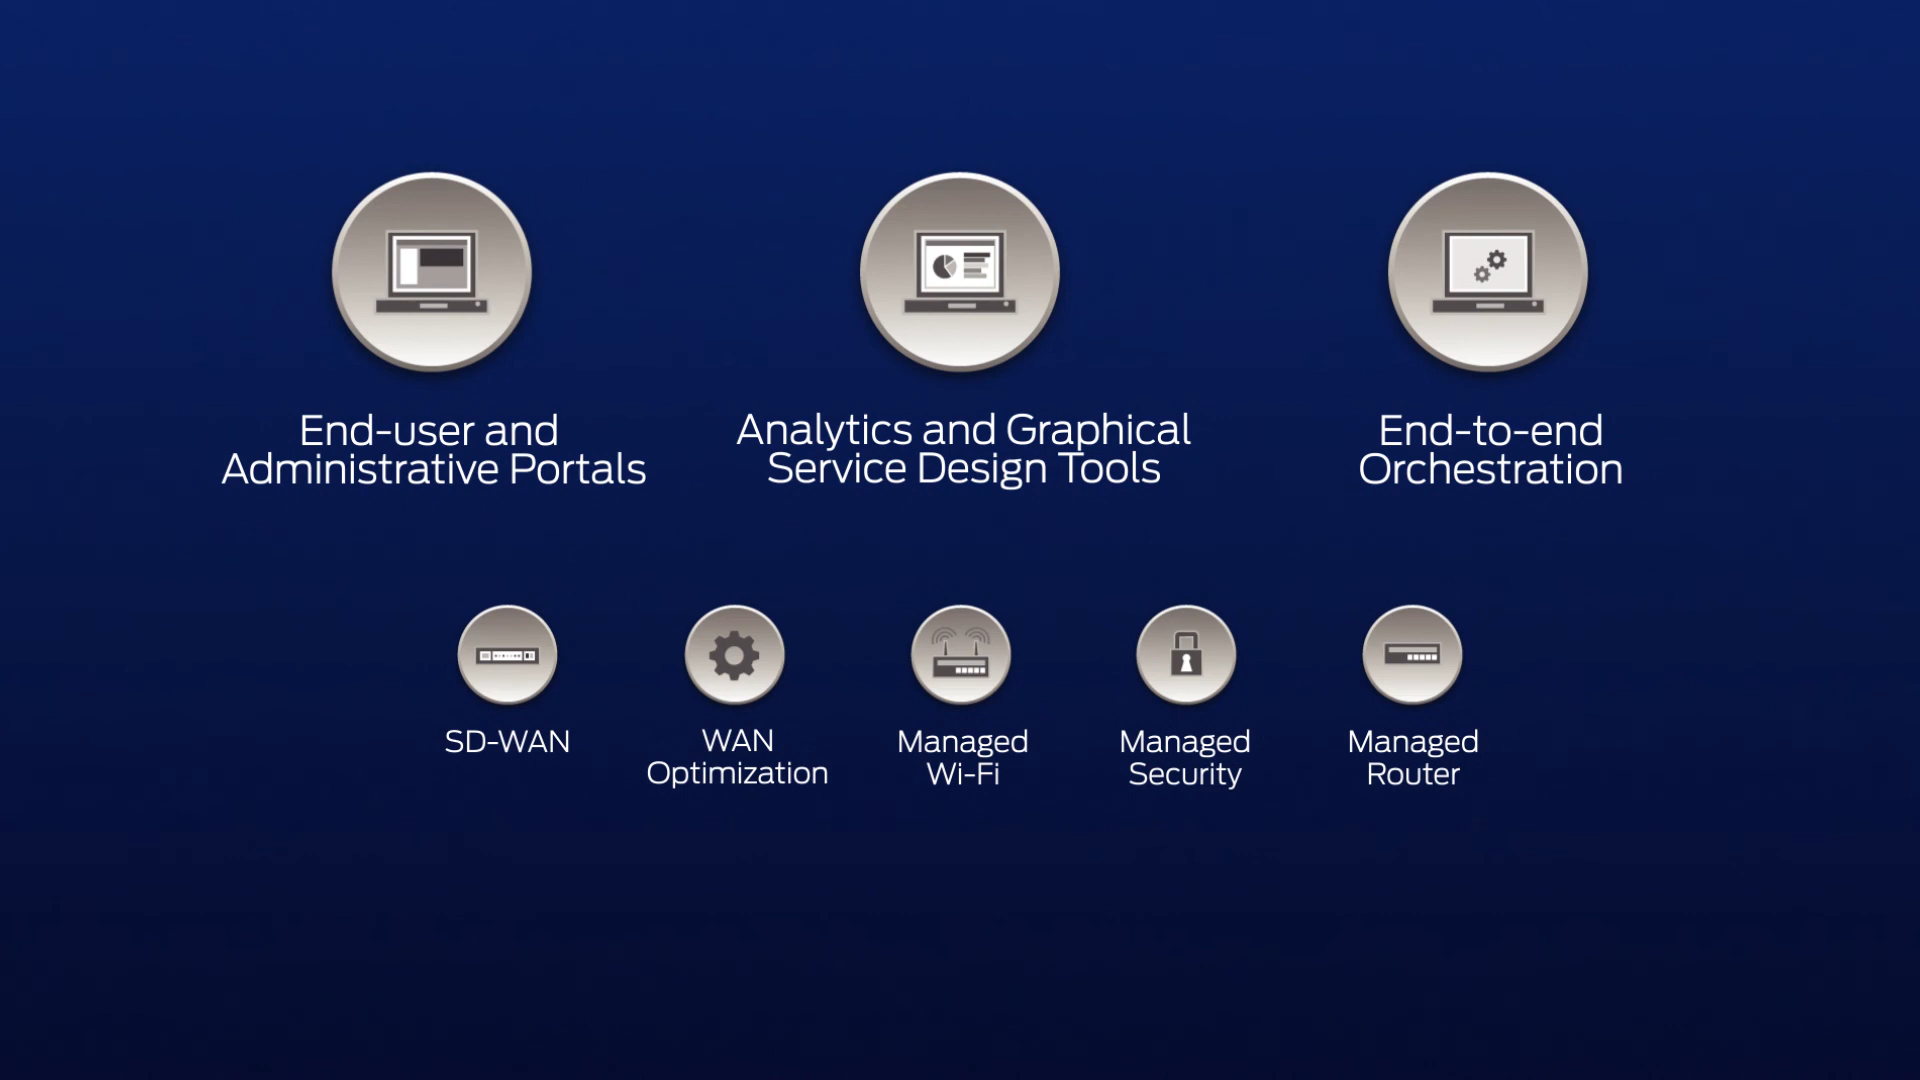 End-user and
Administrative Portals
Analytics and Graphical
Service Design Tools
End-to-end
Orchestration
SD-WAN
WAN
Optimization
Managed
Wi-Fi
Managed
Security
Managed
Router